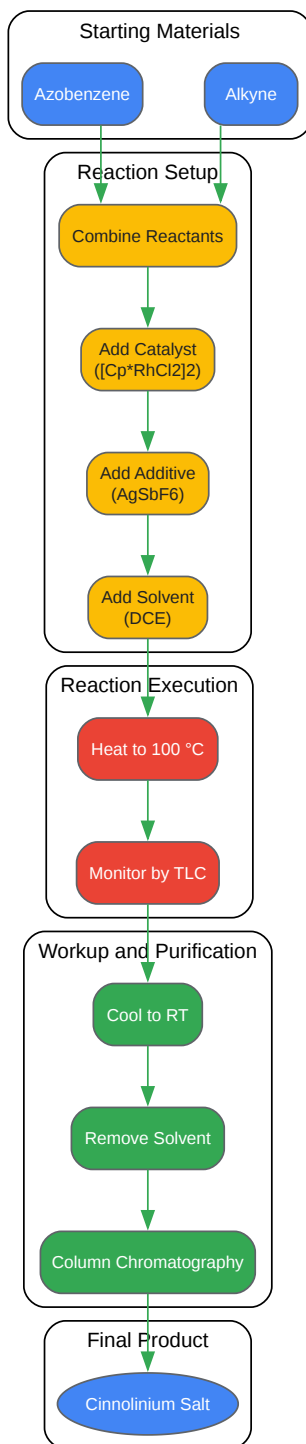 Starting Materials
Azobenzene
Alkyne
Reaction Setup
Combine Reactants
Add Catalyst
([Cp*RhCl2]2)
Add Additive
(AgSbF6)
Add Solvent
(DCE)
Reaction Execution
Heat to 100 °C
Monitor by TLC
Workup and Purification
Cool to RT
Remove Solvent
Column Chromatography
Final Product
Cinnolinium Salt